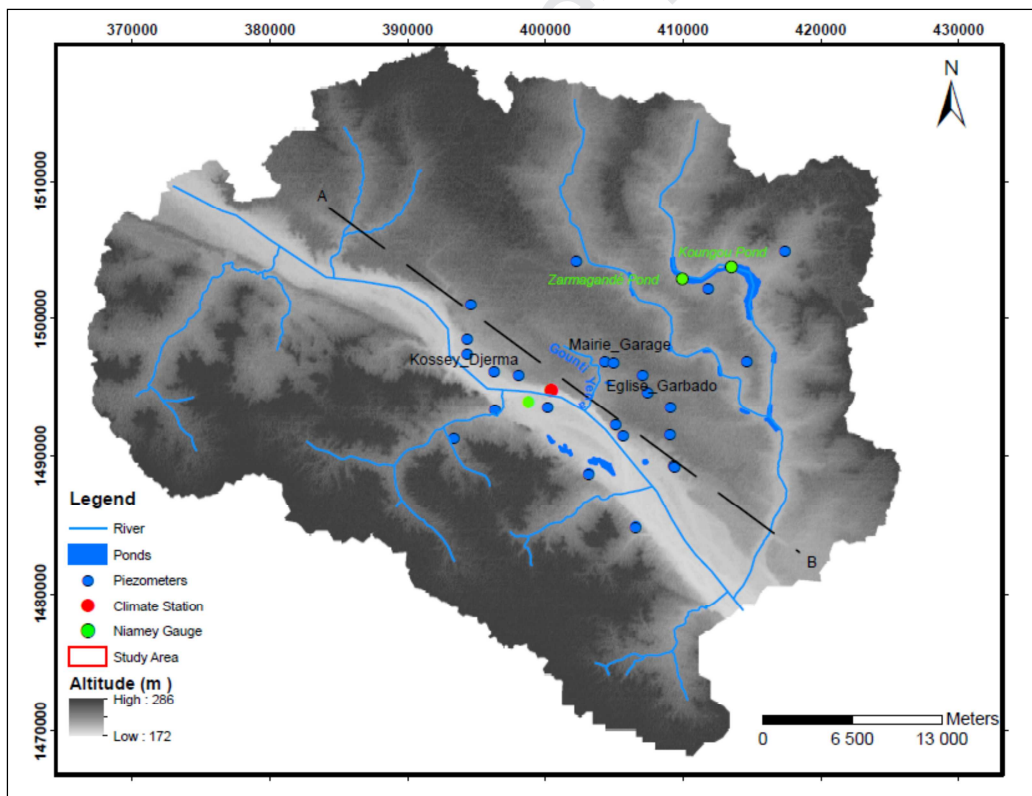 370000 380000 390000 400000 410000 420000 430000
N
1510000
1500000
1490000
1480000
1470000
A
Koungou Pond
Zarmagandé Pond
Mairie_Garage
Kossey_Djerma
Gounti Yena
Eglise_Garbado
B
Legend
River
Ponds
Piezometers
Climate Station
Niamey Gauge
Study Area
Altitude (m )
High : 286
Low : 172
Meters
0 6 500 13 000